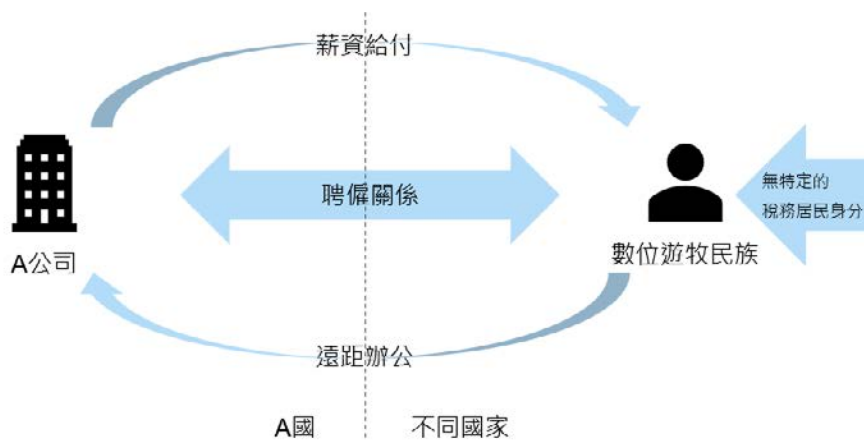 薪資給付
聘僱關係
無特定的
稅務居民身分
A公司
數位遊牧民族
遠距辦公
A國
不同國家